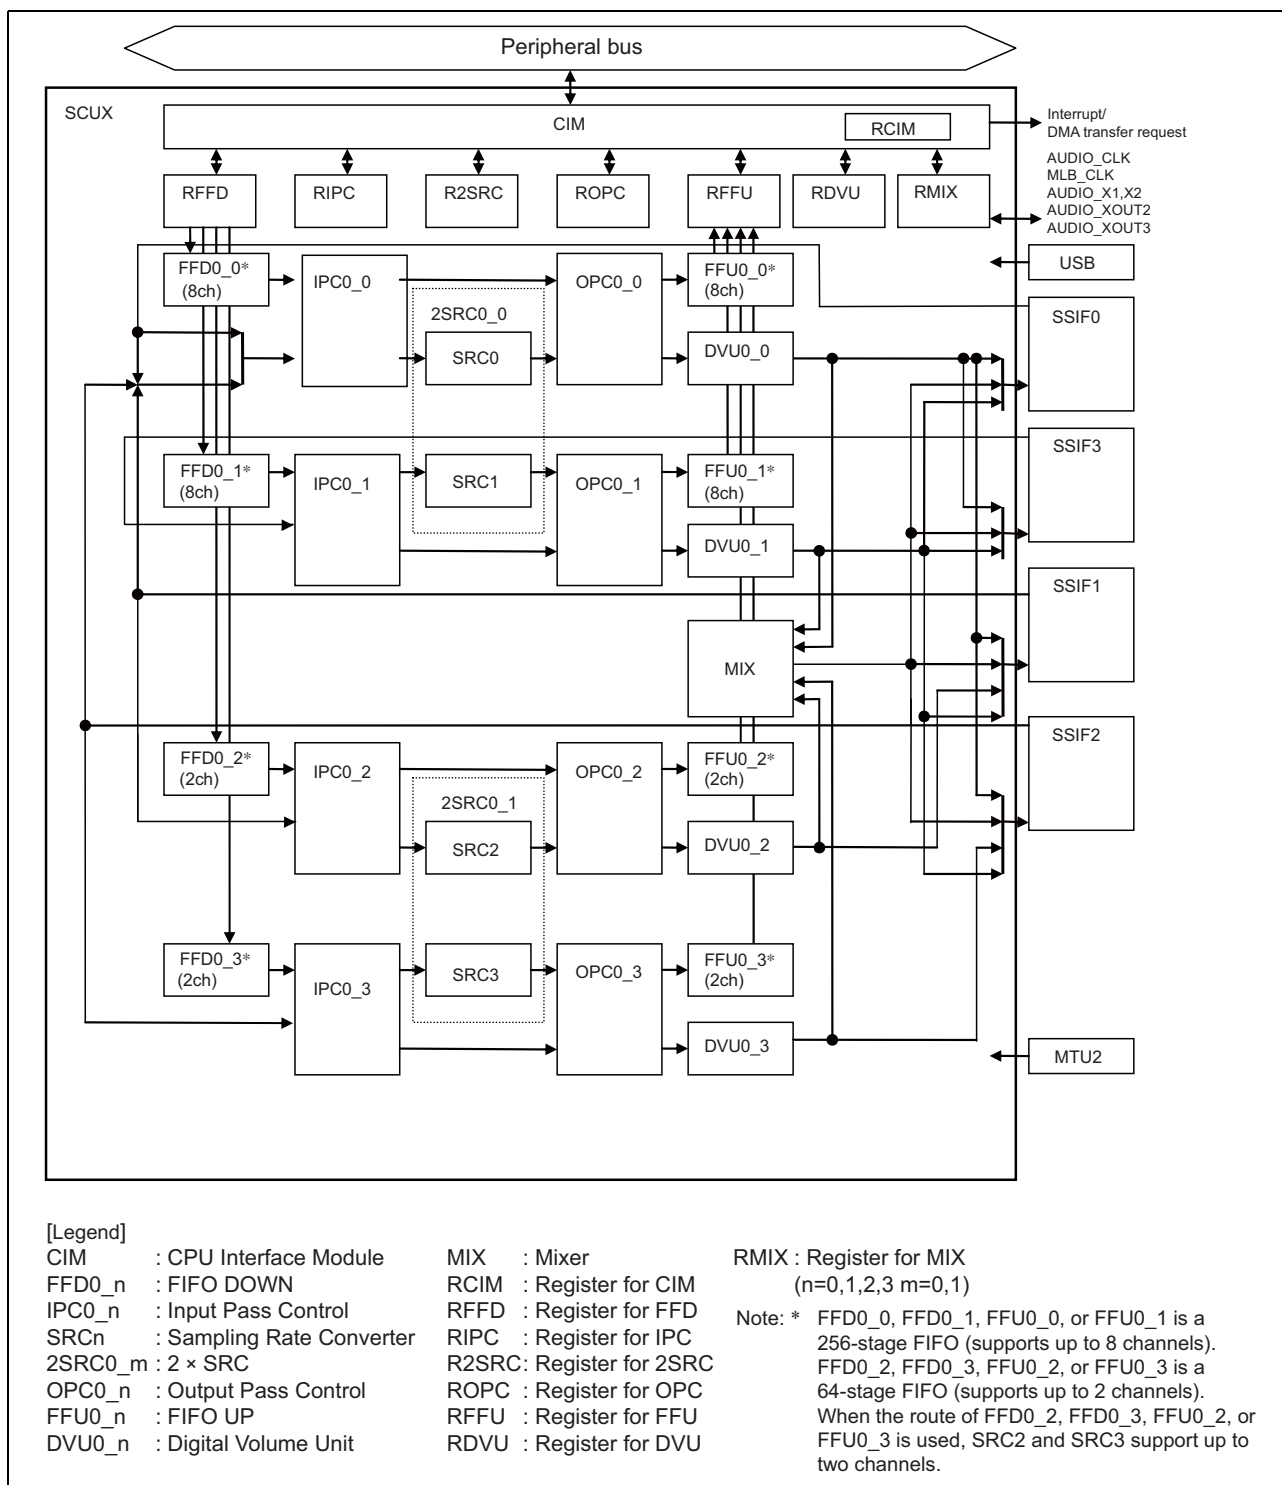 Peripheral bus
SCUX
CIM
RCIM
Interrupt/
DMA transfer request
AUDIO_CLK
MLB_CLK
AUDIO_X1,X2
AUDIO_XOUT2
AUDIO_XOUT3
RFFD
RIPC
R2SRC
ROPC
RFFU
RDVU
RMIX
USB
FFD0_0*
(8ch)
IPC0_0
OPC0_0
FFU0_0*
(8ch)
2SRC0_0
SRC0
DVU0_0
SSIF0
SSIF3
FFD0_1*
(8ch)
IPC0_1
SRC1
OPC0_1
FFU0_1*
(8ch)
DVU0_1
SSIF1
MIX
SSIF2
FFD0_2*
(2ch)
IPC0_2
OPC0_2
FFU0_2*
(2ch)
2SRC0_1
SRC2
DVU0_2
FFD0_3*
(2ch)
IPC0_3
SRC3
OPC0_3
FFU0_3*
(2ch)
DVU0_3
MTU2
[Legend]
CIM : CPU Interface Module
FFD0_n : FIFO DOWN
IPC0_n : Input Pass Control
SRCn : Sampling Rate Converter
2SRC0_m : 2 × SRC
OPC0_n : Output Pass Control
FFU0_n : FIFO UP
DVU0_n : Digital Volume Unit
MIX : Mixer
RCIM : Register for CIM
RFFD : Register for FFD
RIPC : Register for IPC
R2SRC : Register for 2SRC
ROPC : Register for OPC
RFFU : Register for FFU
RDVU : Register for DVU
RMIX : Register for MIX
(n=0,1,2,3 m=0,1)
Note: * FFD0_0, FFD0_1, FFU0_0, or FFU0_1 is a
256-stage FIFO (supports up to 8 channels).
FFD0_2, FFD0_3, FFU0_2, or FFU0_3 is a
64-stage FIFO (supports up to 2 channels).
When the route of FFD0_2, FFD0_3, FFU0_2, or
FFU0_3 is used, SRC2 and SRC3 support up to
two channels.